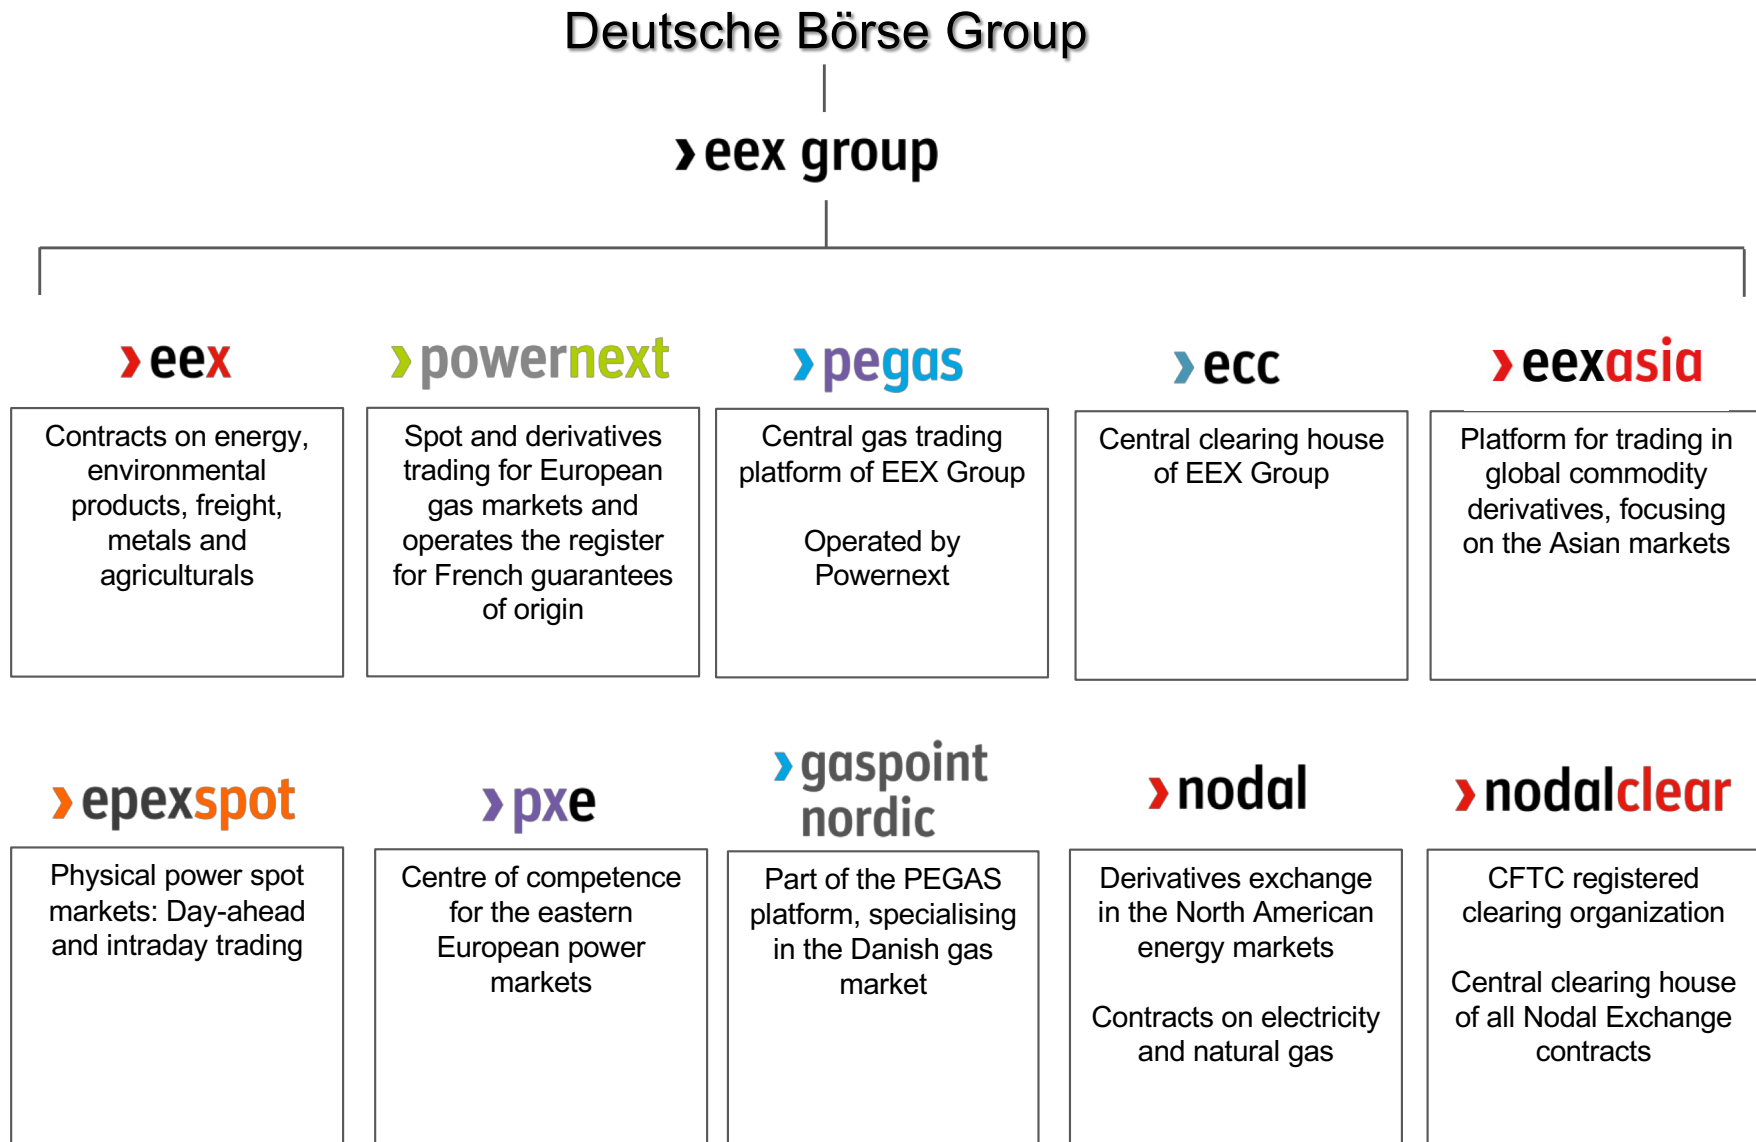 Deutsche Börse Group
eex group
eex
Contracts on energy,
environmental
products, freight,
metals and
agriculturals
powernext
Spot and derivatives
trading for European
gas markets and
operates the register
for French guarantees
of origin
pegas
Central gas trading
platform of EEX Group
Operated by
Powernext
ecc
Central clearing house
of EEX Group
eexasia
Platform for trading in
global commodity
derivatives, focusing
on the Asian markets
epexspot
Physical power spot
markets: Day-ahead
and intraday trading
pxe
Centre of competence
for the eastern
European power
markets
gaspoint
nordic
Part of the PEGAS
platform, specialising
in the Danish gas
market
nodal
Derivatives exchange
in the North American
energy markets
Contracts on electricity
and natural gas
nodalclear
CFTC registered
clearing organization
Central clearing house
of all Nodal Exchange
contracts